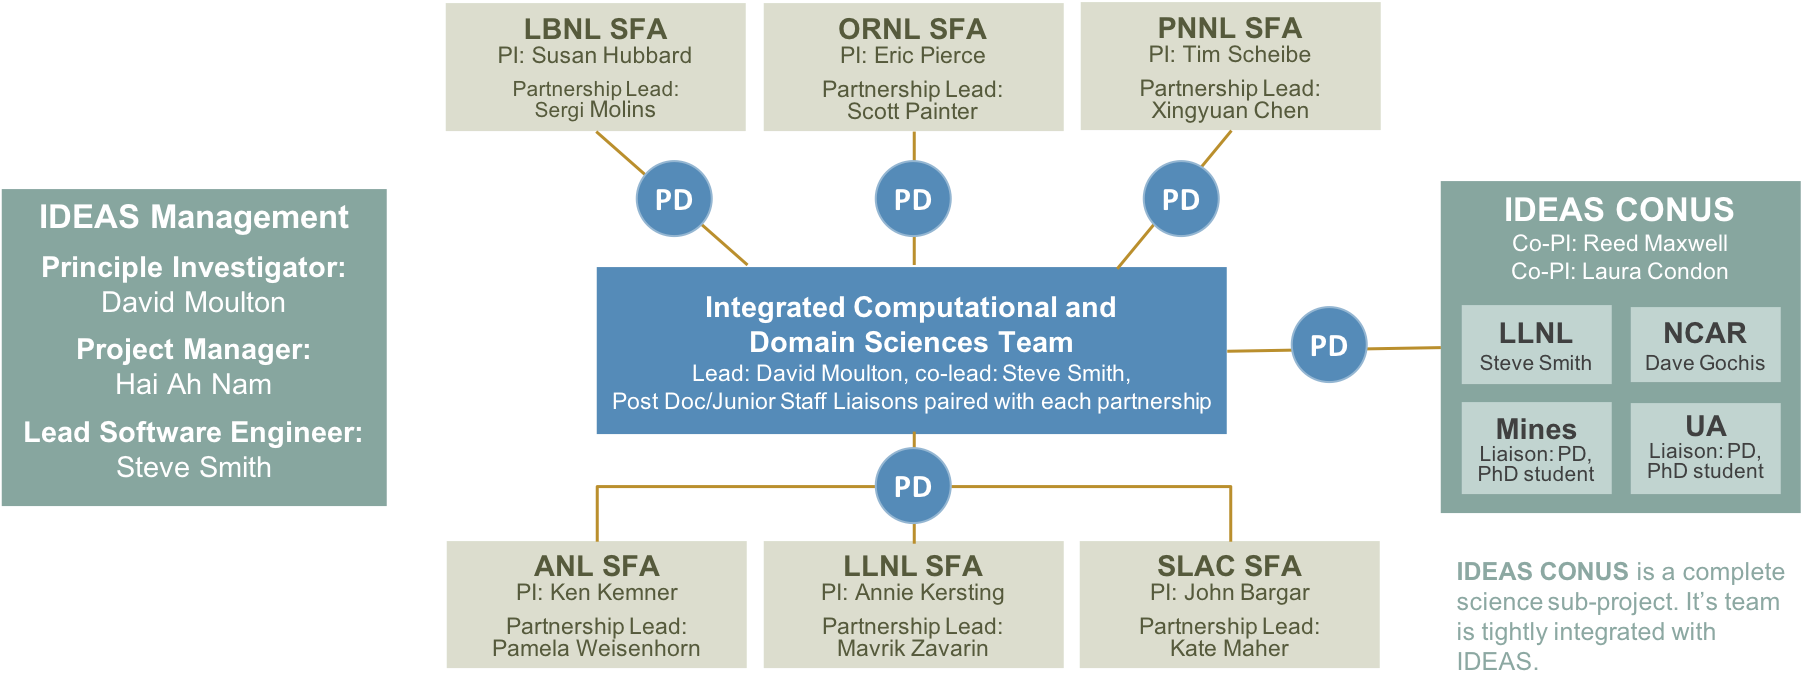 LBNL SFA
PI: Susan Hubbard
Partnership Lead:
Sergi Molins
ORNL SFA
PI: Eric Pierce
Partnership Lead:
Scott Painter
PNNL SFA
PI: Tim Scheibe
Partnership Lead:
Xingyuan Chen
PD
PD
PD
IDEAS Management
Principle Investigator:
David Moulton
Project Manager:
Hai Ah Nam
Lead Software Engineer:
Steve Smith
Integrated Computational and
Domain Sciences Team
Lead: David Moulton, co-lead: Steve Smith,
Post Doc/Junior Staff Liaisons paired with each partnership
PD
IDEAS CONUS
Co-PI: Reed Maxwell
Co-PI: Laura Condon
LLNL
Steve Smith
NCAR
Dave Gochis
Mines
Liaison: PD,
PhD student
UA
Liaison: PD,
PhD student
PD
ANL SFA
PI: Ken Kemner
Partnership Lead:
Pamela Weisenhorn
LLNL SFA
PI: Annie Kersting
Partnership Lead:
Mavrik Zavarin
SLAC SFA
PI: John Bargar
Partnership Lead:
Kate Maher
IDEAS CONUS is a complete
science sub-project. It's team
is tightly integrated with
IDEAS.